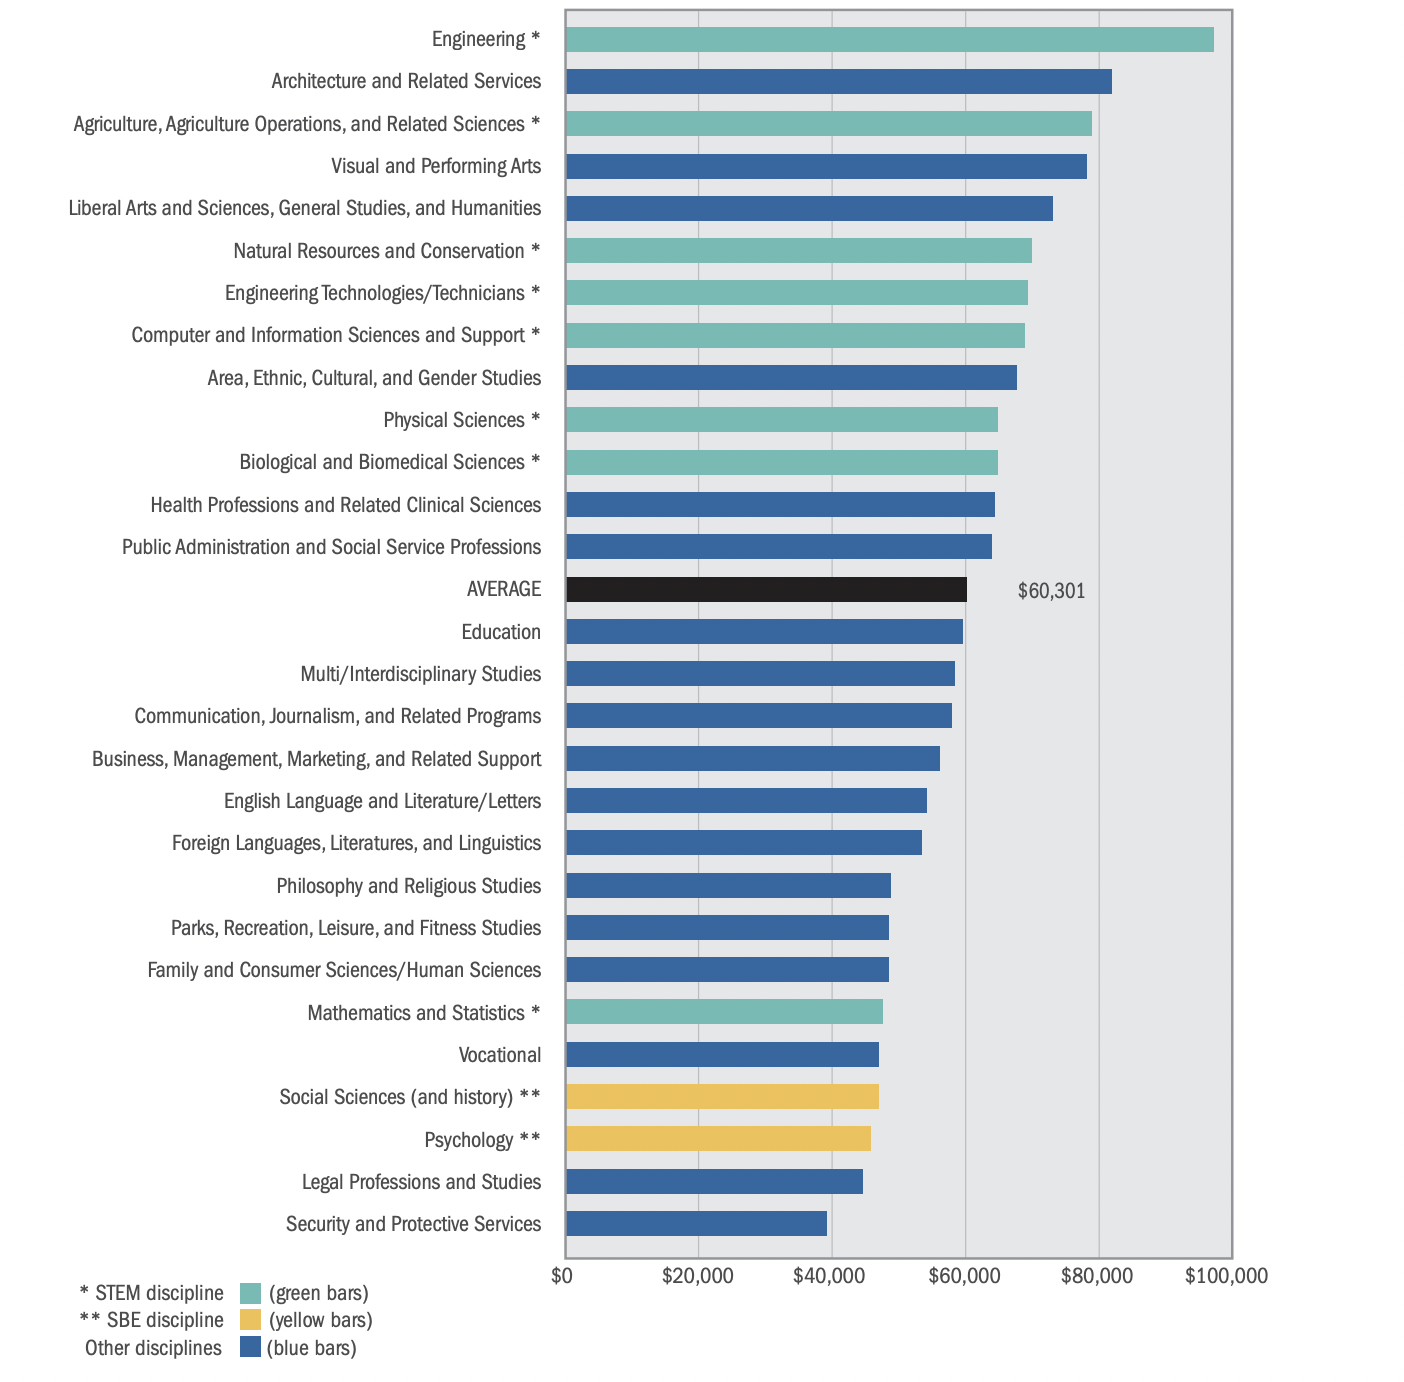 Engineering *
Architecture and Related Services
Agriculture, Agriculture Operations, and Related Sciences *
Visual and Performing Arts
Liberal Arts and Sciences, General Studies, and Humanities
Natural Resources and Conservation *
Engineering Technologies/Technicians *
Computer and Information Sciences and Support *
Area, Ethnic, Cultural, and Gender Studies
Physical Sciences *
Biological and Biomedical Sciences *
Health Professions and Related Clinical Sciences
Public Administration and Social Service Professions
AVERAGE $60,301
Education
Multi/Interdisciplinary Studies
Communication, Journalism, and Related Programs
Business, Management, Marketing, and Related Support
English Language and Literature/Letters
Foreign Languages, Literatures, and Linguistics
Philosophy and Religious Studies
Parks, Recreation, Leisure, and Fitness Studies
Family and Consumer Sciences/Human Sciences
Mathematics and Statistics *
Vocational
Social Sciences (and history) **
Psychology **
Legal Professions and Studies
Security and Protective Services
$0 $20,000 $40,000 $60,000 $80,000 $100,000
* STEM discipline (green bars)
** SBE discipline (yellow bars)
Other disciplines (blue bars)